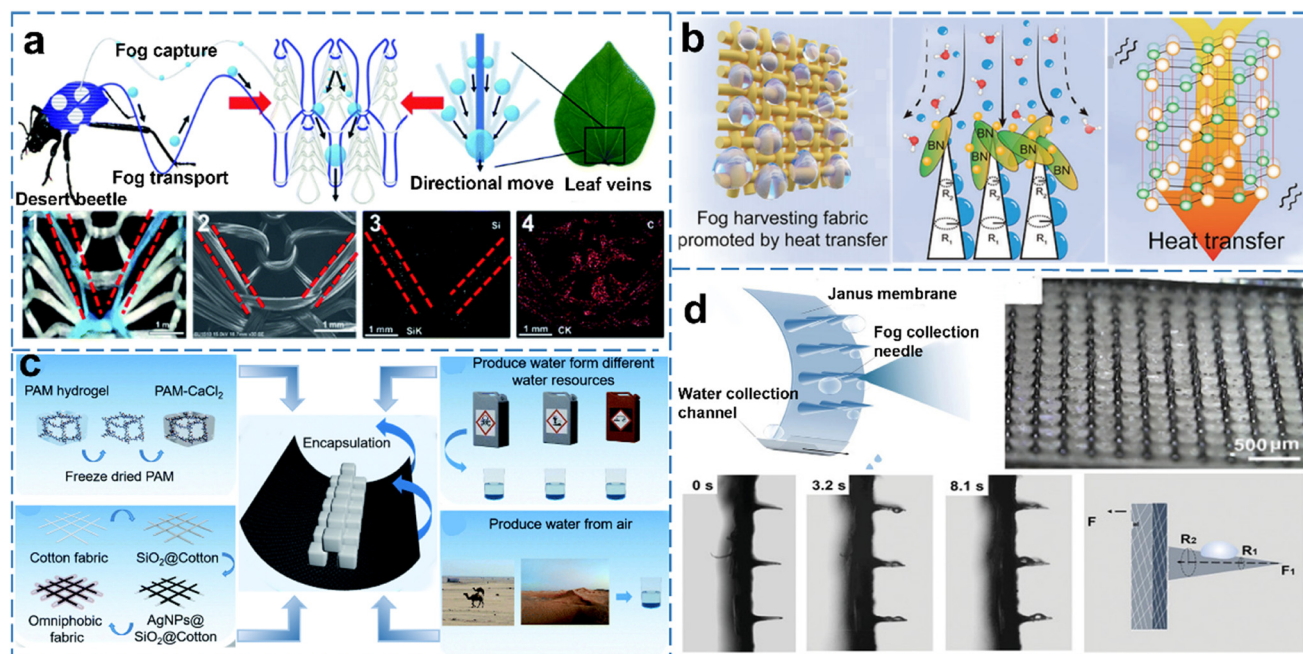 a
Fog capture
Fog transport
Desert beetle
Directional move
Leaf veins
1
1 mm
2
1 mm
3
Si
1 mm
SiK
4
C
1 mm
CK
b
Fog harvesting fabric
promoted by heat transfer
BN
BN
BN
R₂
R₂
R₂
R₁
R₁
R₁
Heat transfer
c
PAM hydrogel
PAM-CaCl₂
Freeze dried PAM
Cotton fabric
SiO₂@Cotton
Omniphobic
fabric
AgNPs@
SiO₂@Cotton
Encapsulation
Produce water form different
water resources
Produce water from air
d
Janus membrane
Fog collection
needle
Water collection
channel
500 μm
0 s
3.2 s
8.1 s
F
R₂
R₁
F₁